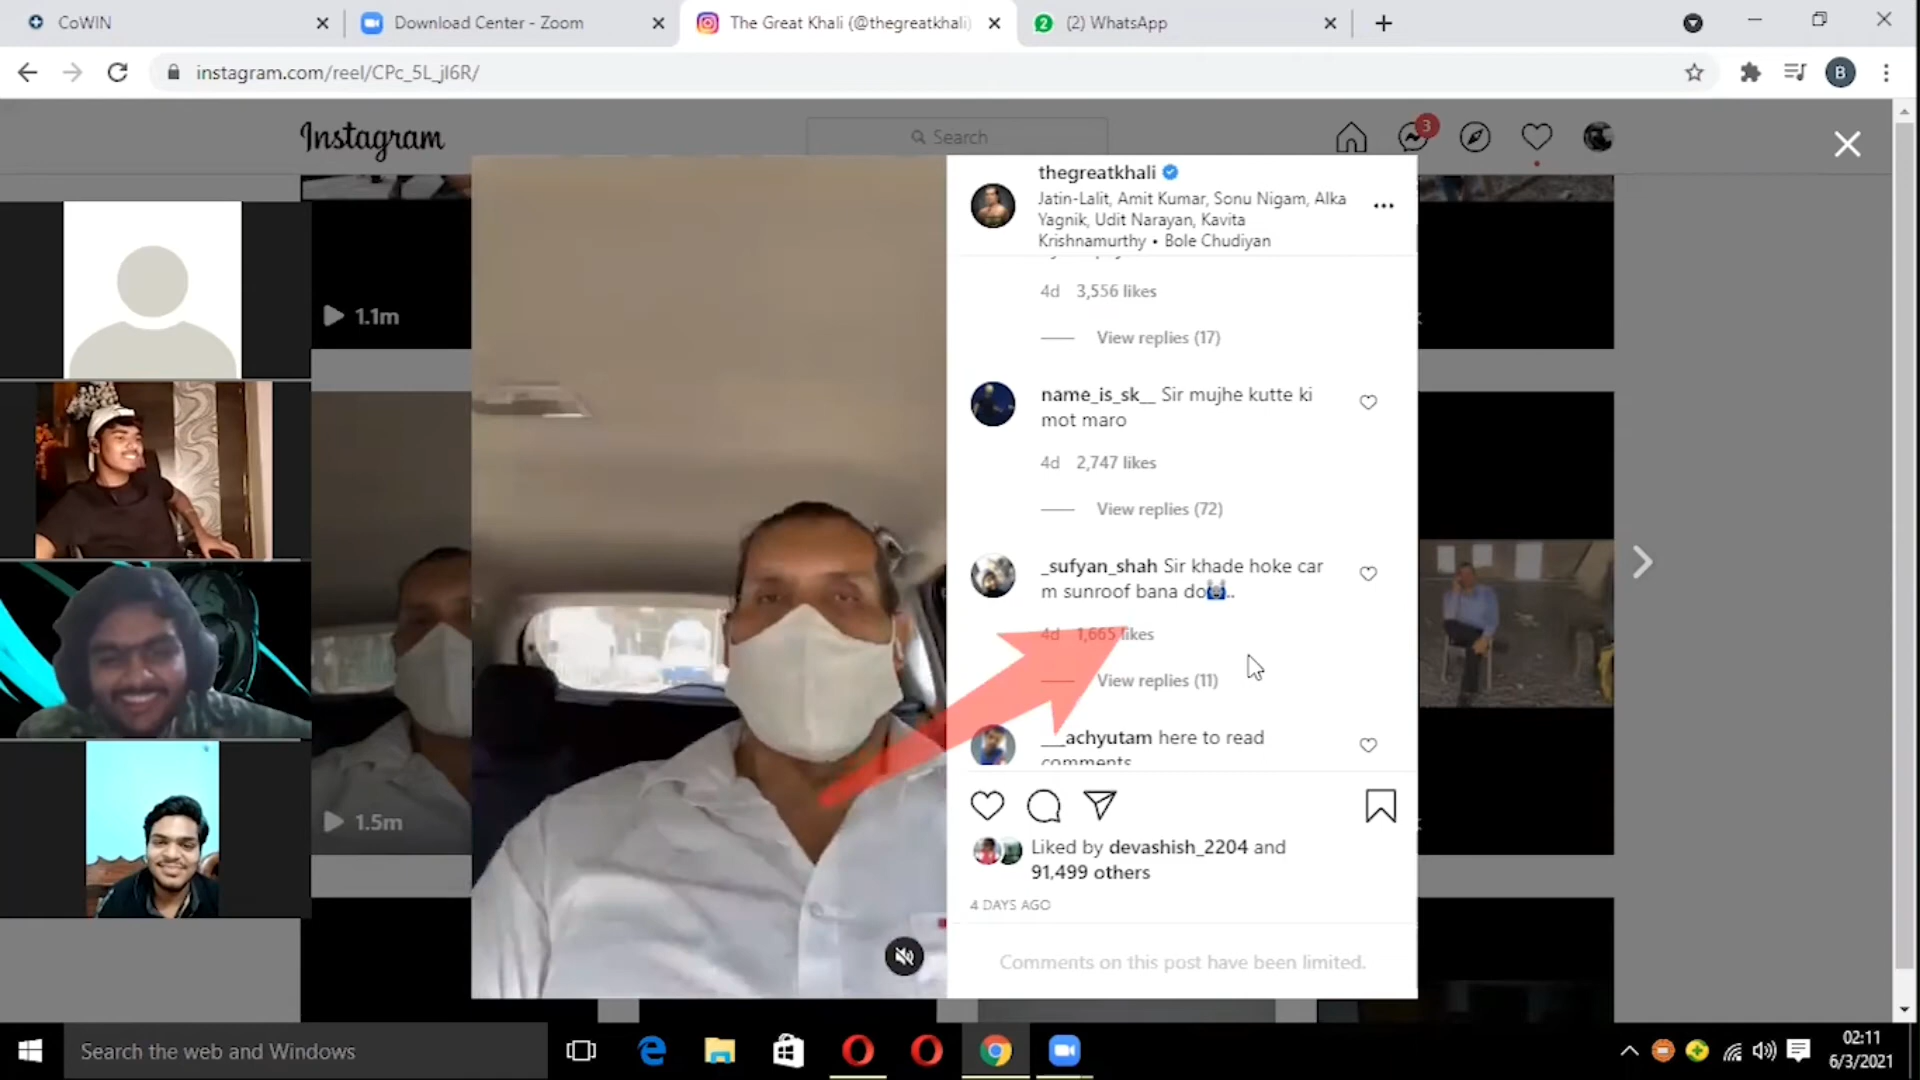 CoWIN
Download Center - Zoom
The Great Khali (@thegreatkhali)
2
(2) WhatsApp
instagram.com/reel/CPc_5L_jI6R/
B
Instagram
Search
3
thegreatkhali
Jatin-Lalit, Amit Kumar, Sonu Nigam, Alka
Yagnik, Udit Narayan, Kavita
Krishnamurthy • Bole Chudiyan
1.1m
4d 3,556 likes
View replies (17)
name_is_sk__ Sir mujhe kutte ki
mot maro
4d 2,747 likes
View replies (72)
_sufyan_shah Sir khade hoke car
m sunroof bana do..
4d 1,665 likes
View replies (11)
___achyutam here to read
comments
1.5m
Liked by devashish_2204 and
91,499 others
4 DAYS AGO
Comments on this post have been limited.
Search the web and Windows
02:11
6/3/2021